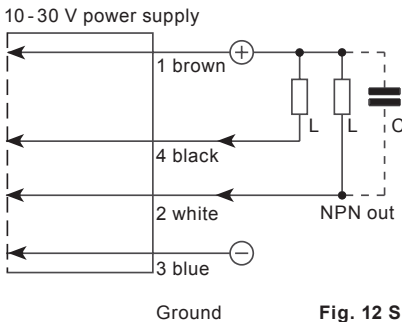 10-30 V power supply
+
1 brown
L
L
C
4 black
2 white
NPN out
−
3 blue
Ground
Fig. 12 S